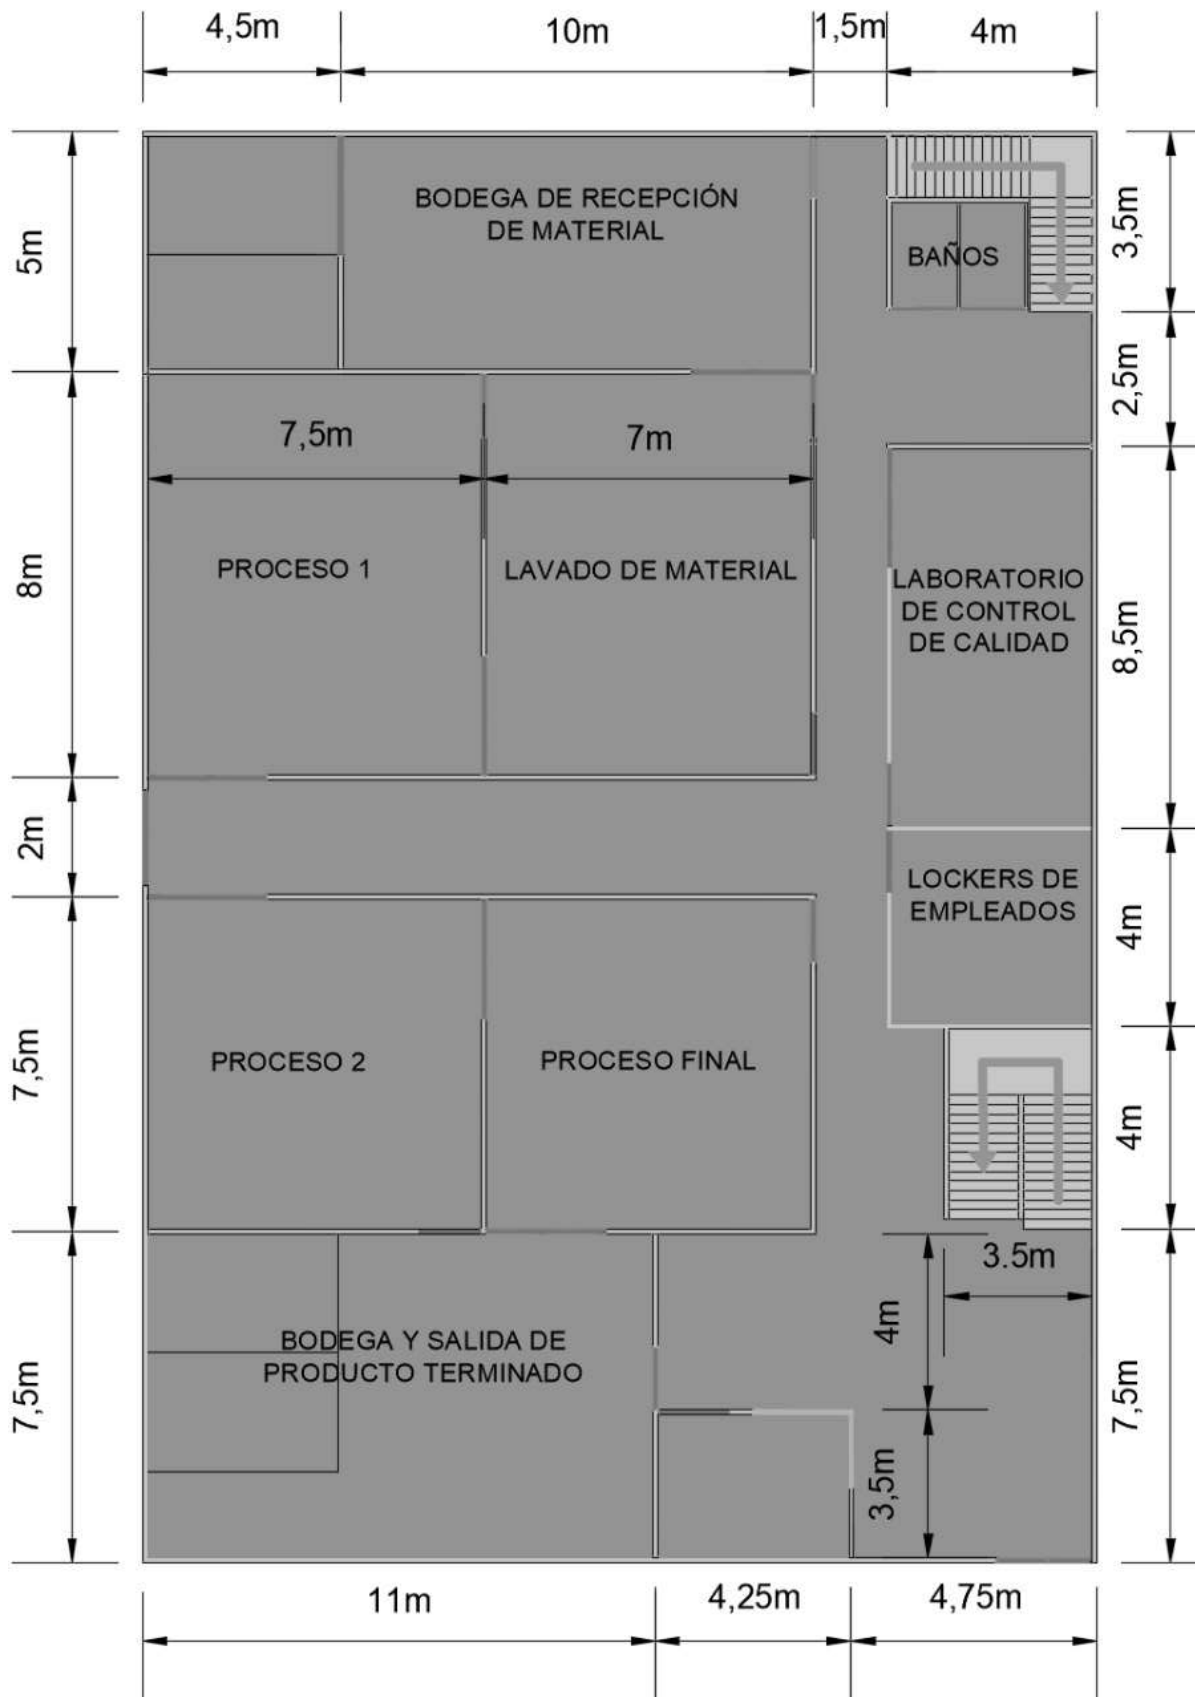 4,5m
10m
1,5m
4m
5m
8m
2m
7,5m
7,5m
BODEGA DE RECEPCIÓN
DE MATERIAL
BAÑOS
3,5m
2,5m
7,5m
7m
PROCESO 1
LAVADO DE MATERIAL
LABORATORIO
DE CONTROL
DE CALIDAD
8,5m
LOCKERS DE
EMPLEADOS
4m
PROCESO 2
PROCESO FINAL
4m
3.5m
4m
BODEGA Y SALIDA DE
PRODUCTO TERMINADO
3,5m
7,5m
11m
4,25m
4,75m